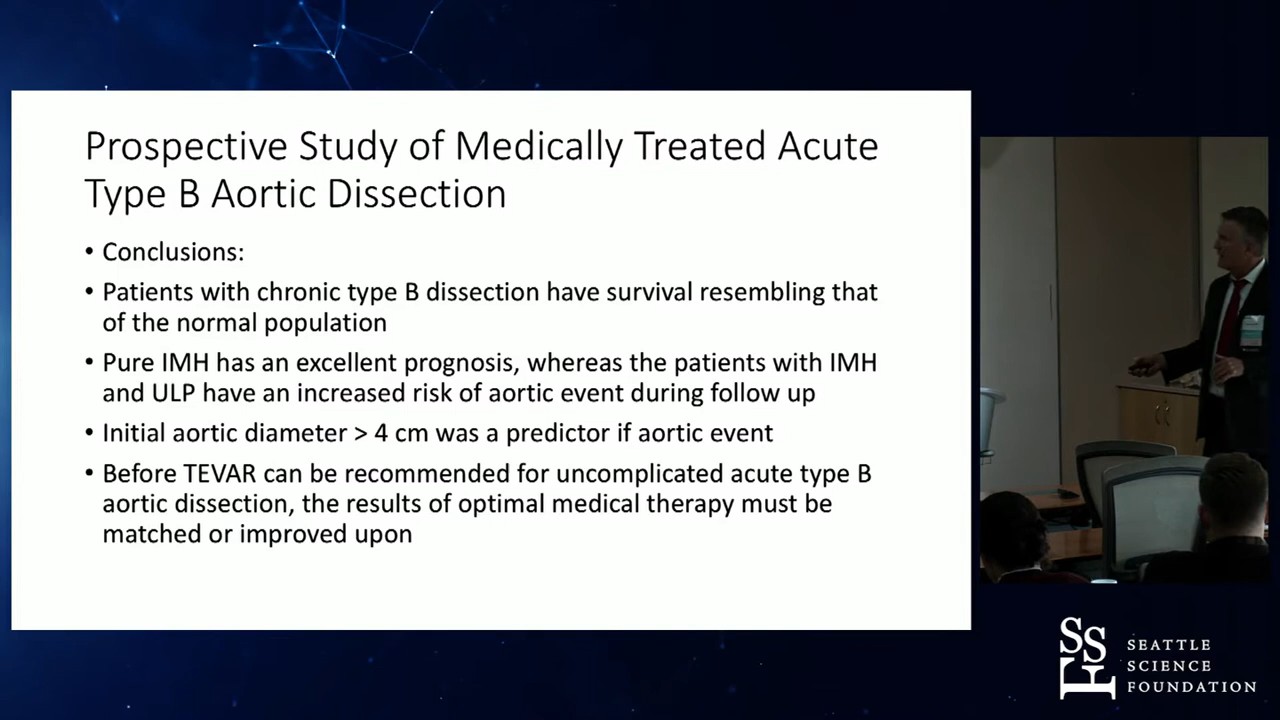 Prospective Study of Medically Treated Acute
Type B Aortic Dissection
• Conclusions:
• Patients with chronic type B dissection have survival resembling that
of the normal population
• Pure IMH has an excellent prognosis, whereas the patients with IMH
and ULP have an increased risk of aortic event during follow up
• Initial aortic diameter > 4 cm was a predictor if aortic event
• Before TEVAR can be recommended for uncomplicated acute type B
aortic dissection, the results of optimal medical therapy must be
matched or improved upon
SSF
SEATTLE
SCIENCE
FOUNDATION